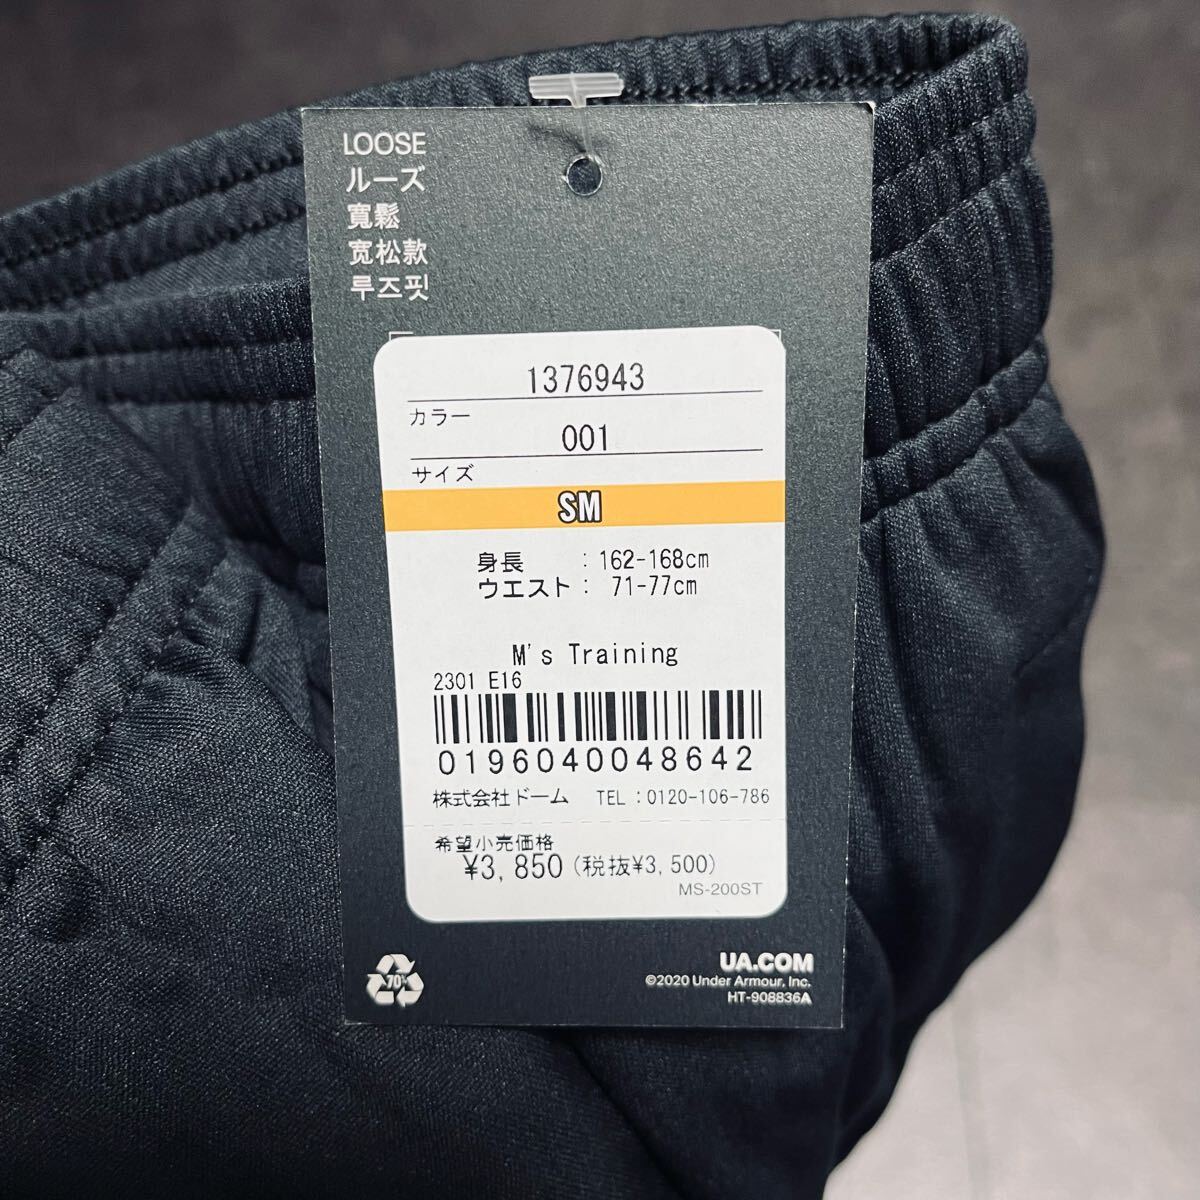 LOOSE
ルーズ
寬鬆
宽松款
루즈핏
1376943
カラー
001
サイズ
SM
身長 : 162-168cm
ウエスト : 71-77cm
M's Training
2301 E16
0196040048642
株式会社ドーム TEL : 0120-106-786
希望小売価格
¥3,850 (税抜¥3,500)
MS-200ST
70%
UA.COM
©2020 Under Armour, Inc.
HT-908836A